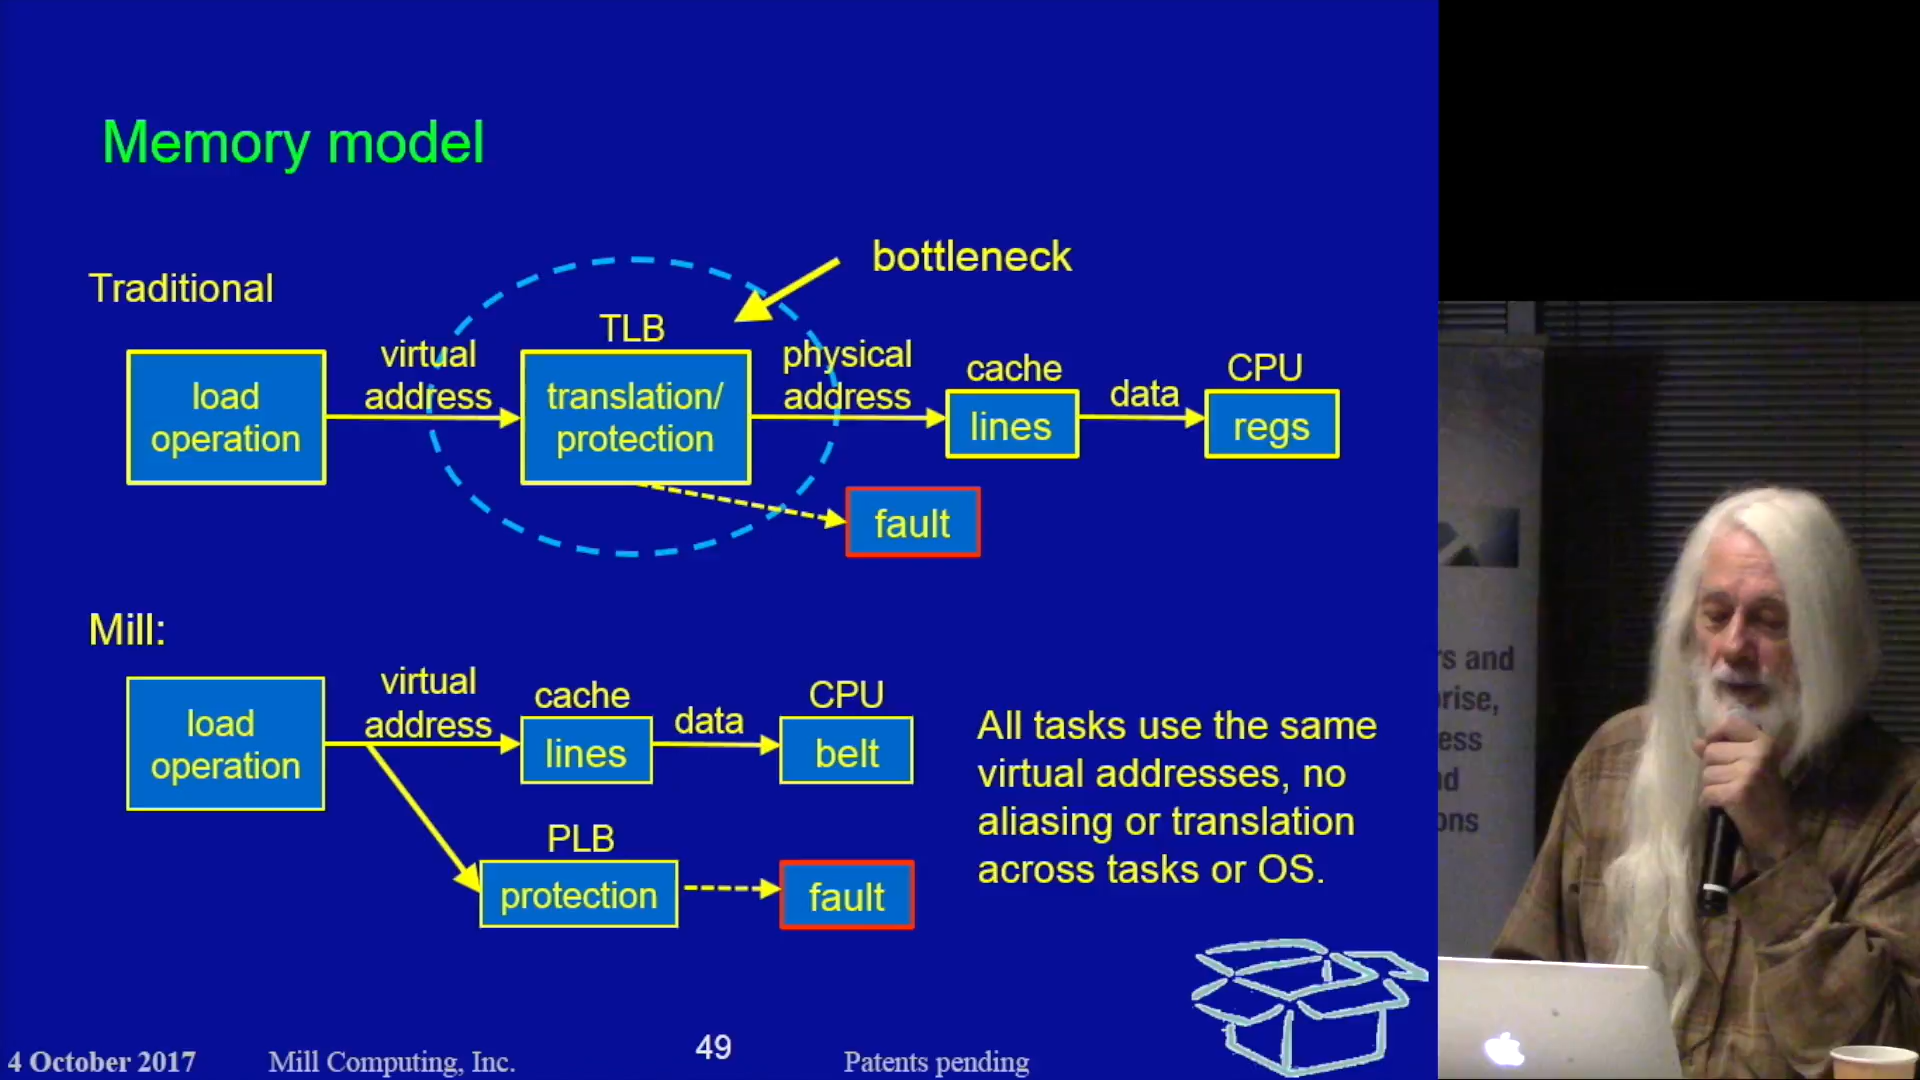 Memory model
Traditional
bottleneck
TLB
virtual
address
physical
address
cache
CPU
load
operation
translation/
protection
lines
data
regs
fault
Mill:
virtual
address
cache
data
CPU
load
operation
lines
belt
PLB
protection
fault
All tasks use the same
virtual addresses, no
aliasing or translation
across tasks or OS.
4 October 2017
Mill Computing, Inc.
49
Patents pending
rs and
rise,
ess
nd
ons